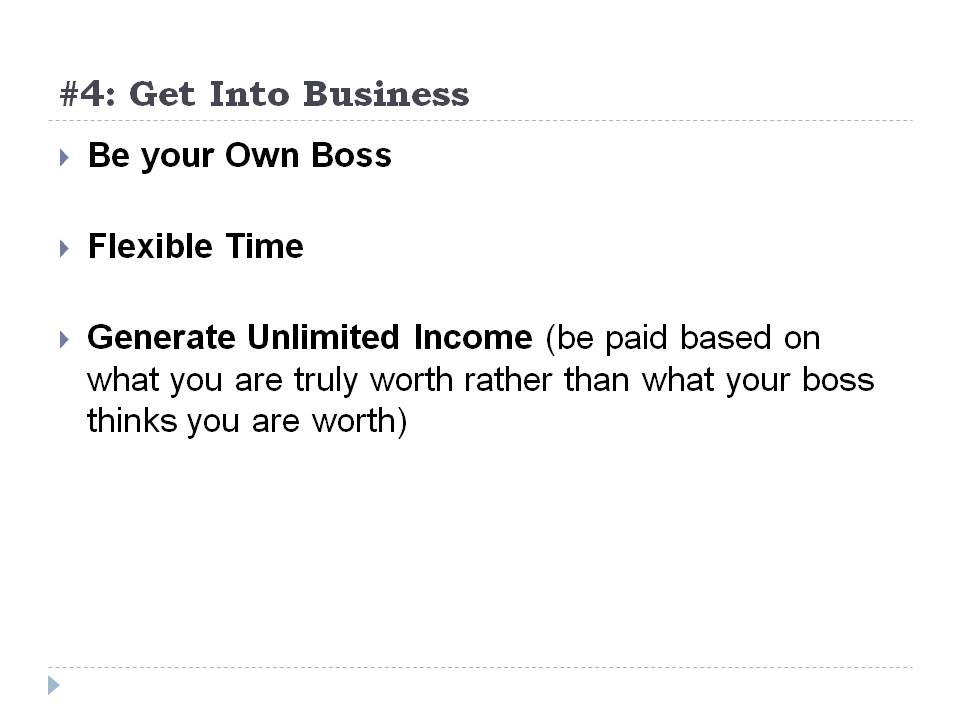 #4: Get Into Business
Be your Own Boss
Flexible Time
Generate Unlimited Income (be paid based on
what you are truly worth rather than what your boss
thinks you are worth)